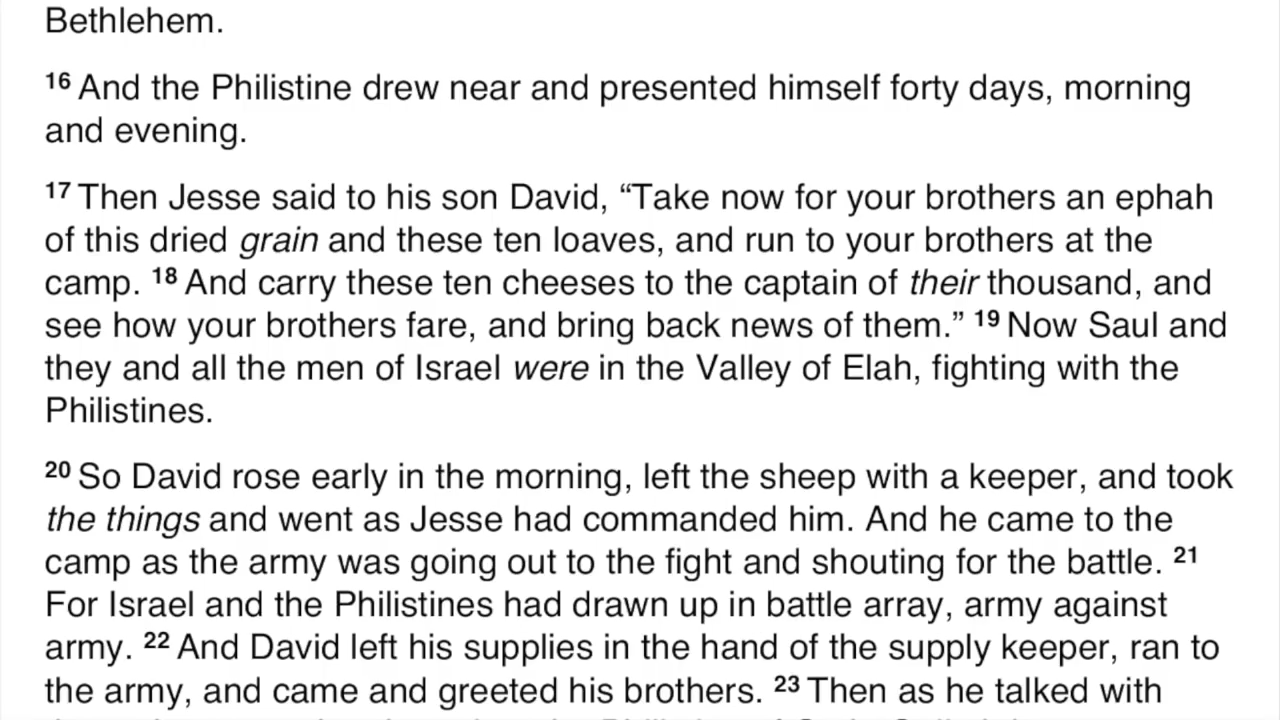 Bethlehem.
16 And the Philistine drew near and presented himself forty days, morning
and evening.
17 Then Jesse said to his son David, “Take now for your brothers an ephah
of this dried grain and these ten loaves, and run to your brothers at the
camp. 18 And carry these ten cheeses to the captain of their thousand, and
see how your brothers fare, and bring back news of them.” 19 Now Saul and
they and all the men of Israel were in the Valley of Elah, fighting with the
Philistines.
20 So David rose early in the morning, left the sheep with a keeper, and took
the things and went as Jesse had commanded him. And he came to the
camp as the army was going out to the fight and shouting for the battle. 21
For Israel and the Philistines had drawn up in battle array, army against
army. 22 And David left his supplies in the hand of the supply keeper, ran to
the army, and came and greeted his brothers. 23 Then as he talked with